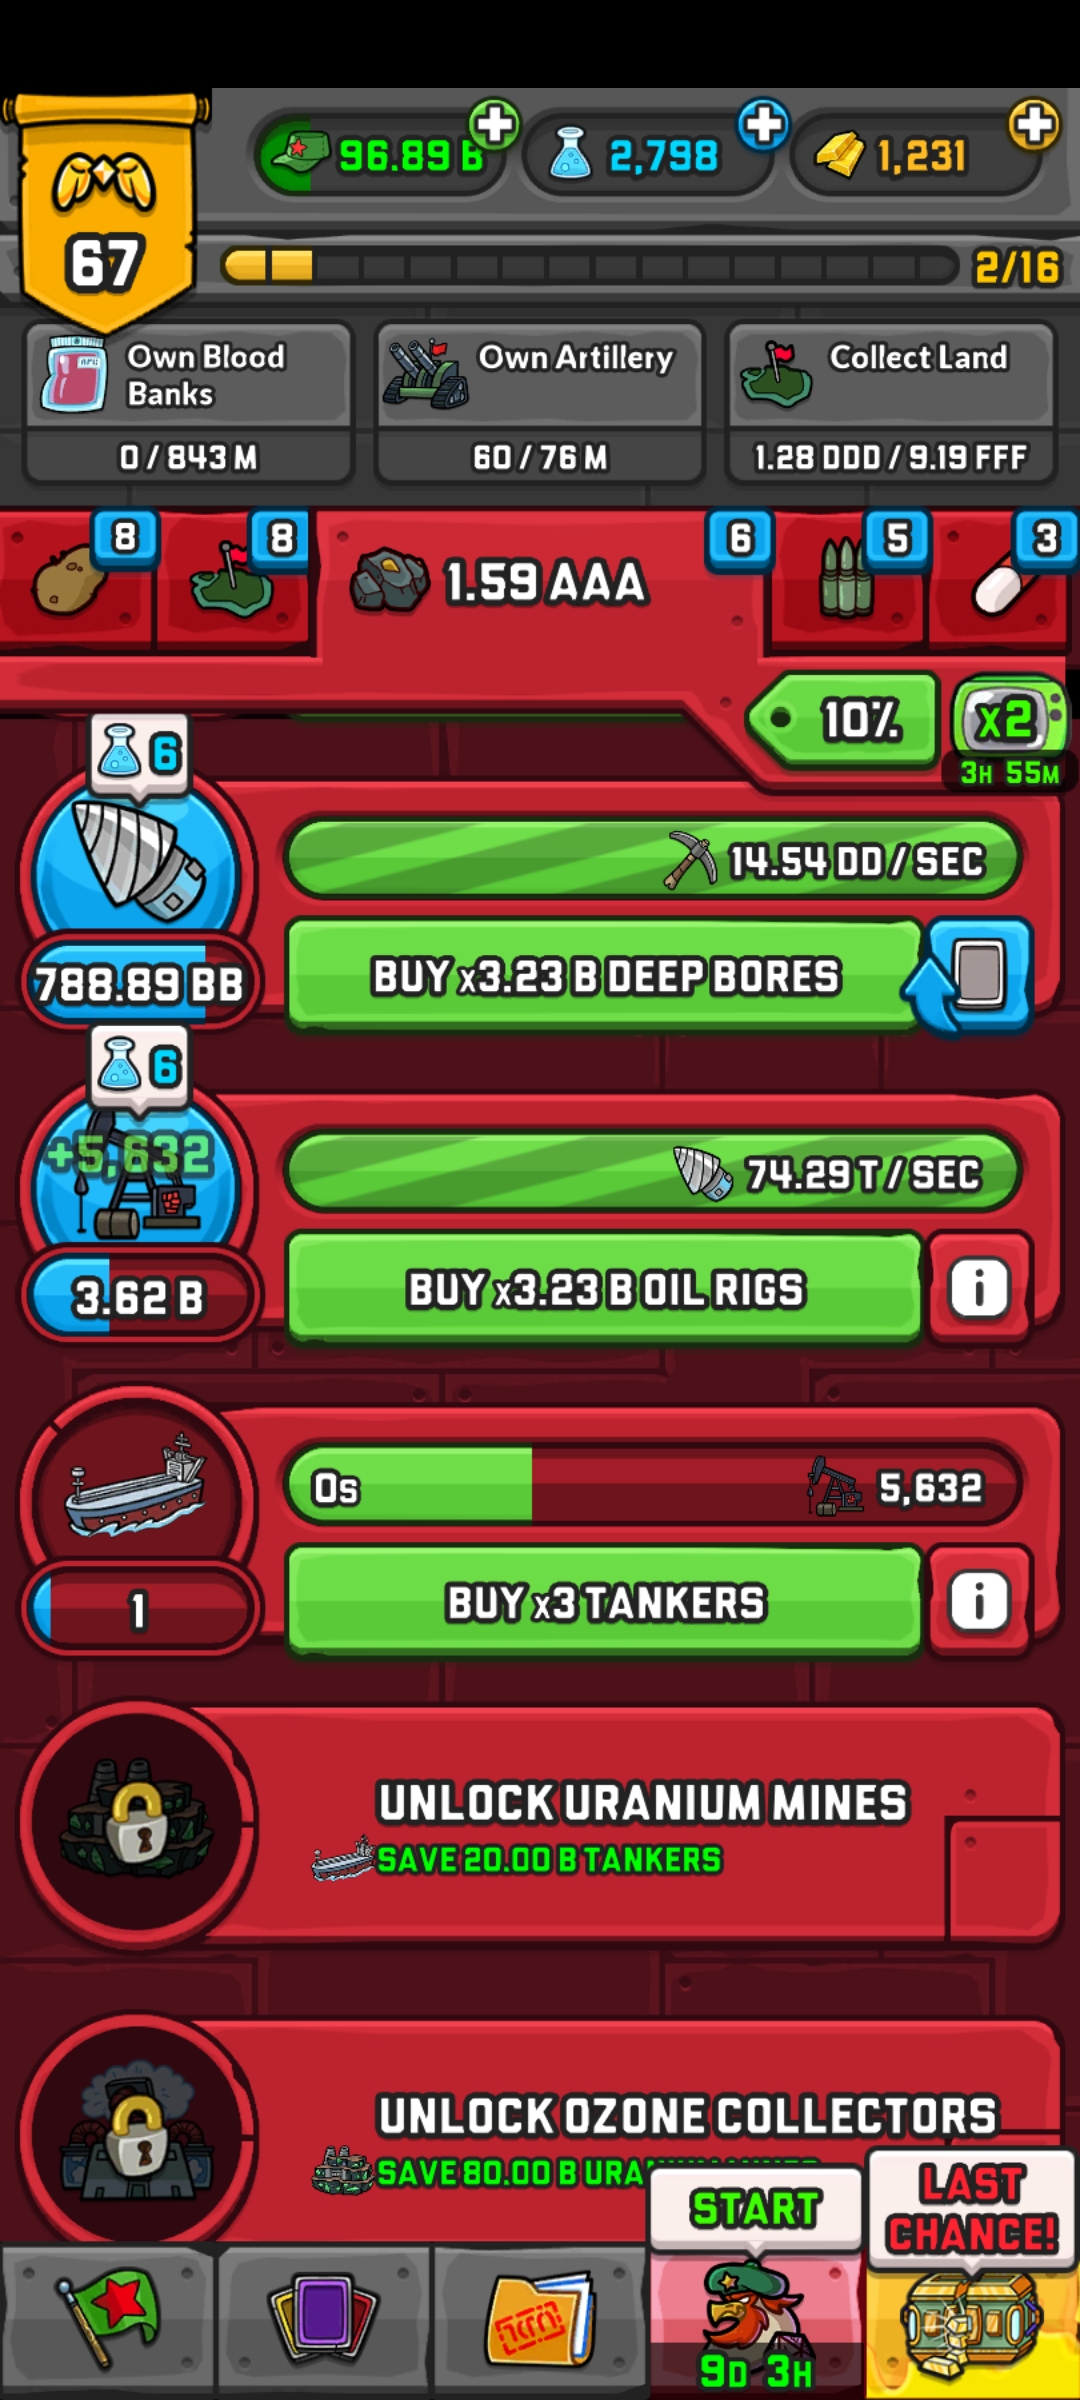 96.89 B
2,798
1,231
67
2/16
Own Blood
Banks
0 / 843 M
Own Artillery
60 / 76 M
Collect Land
1.28 DDD / 9.19 FFF
8
8
1.59 AAA
6
5
3
10%
x2
3H 55M
6
14.54 DD / SEC
788.89 BB
BUY x3.23 B DEEP BORES
6
+5,632
74.29 T / SEC
3.62 B
BUY x3.23 B OIL RIGS
i
0s
5,632
1
BUY x3 TANKERS
i
UNLOCK URANIUM MINES
SAVE 20.00 B TANKERS
UNLOCK OZONE COLLECTORS
SAVE 80.00 B
START
LAST
CHANCE!
9D 3H